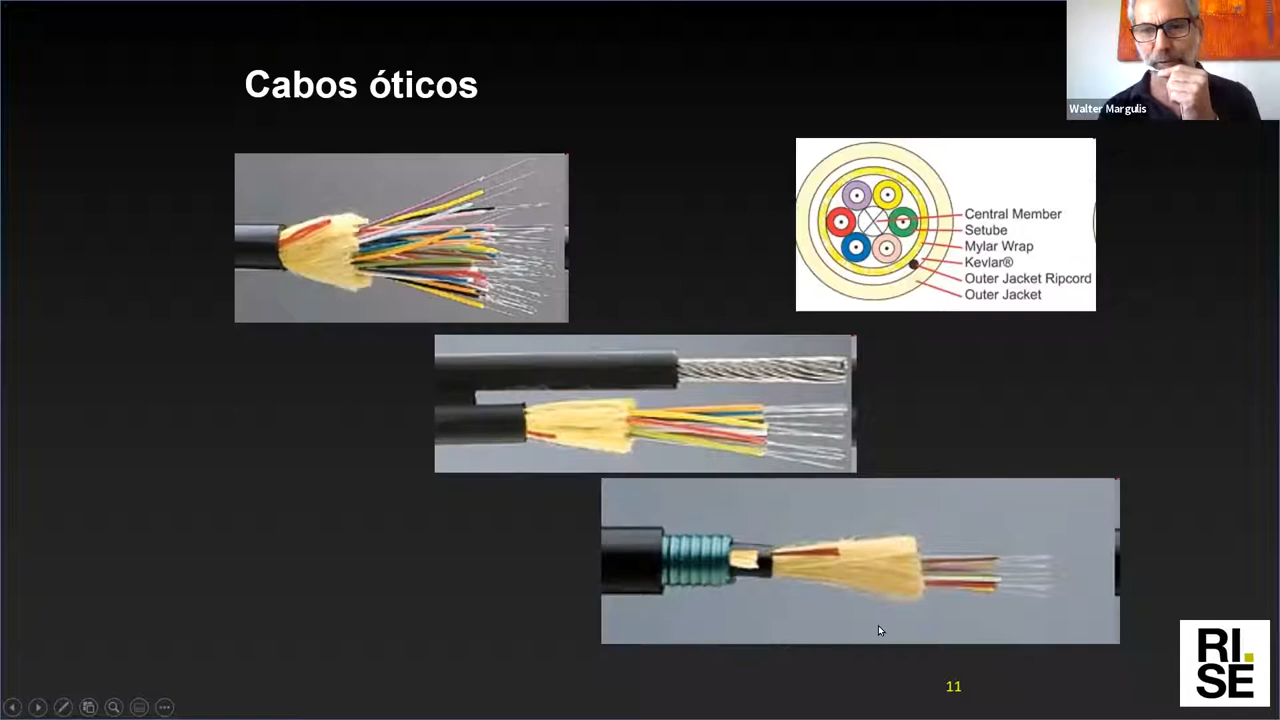 Cabos óticos
Walter Margulis
Central Member
Setube
Mylar Wrap
Kevlar®
Outer Jacket Ripcord
Outer Jacket
11
RI.
SE